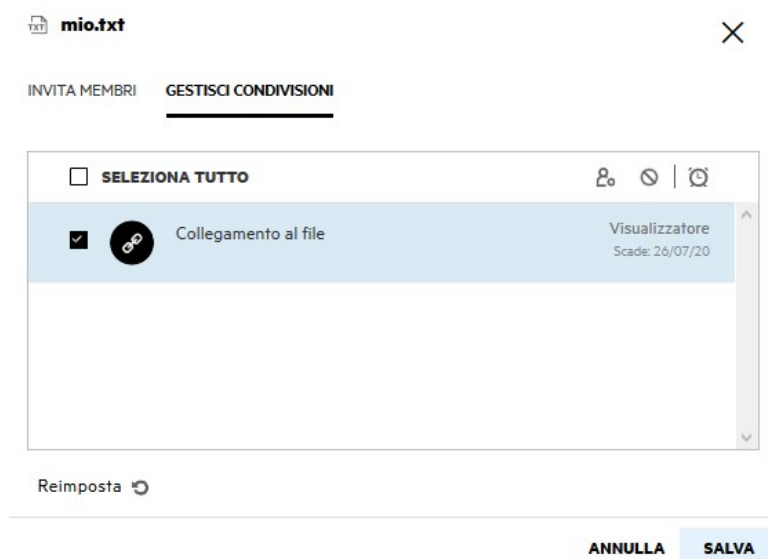 TXT mio.txt
INVITA MEMBRI GESTISCI CONDIVISIONI
SELEZIONA TUTTO
Collegamento al file Visualizzatore
Scade: 26/07/20
Reimposta
ANNULLA SALVA